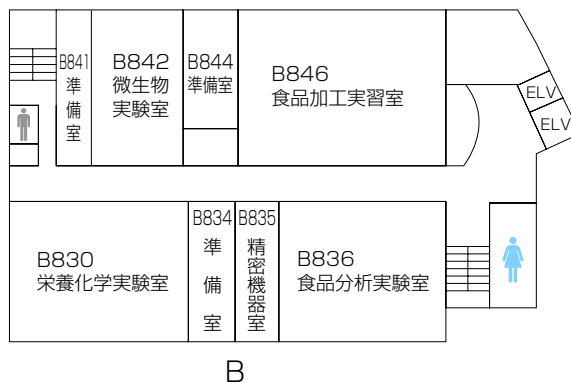 B841
準備室
B842
微生物
実験室
B844
準備室
B846
食品加工実習室
ELV
ELV
B830
栄養化学実験室
B834
準備室
B835
精密機器室
B836
食品分析実験室
B